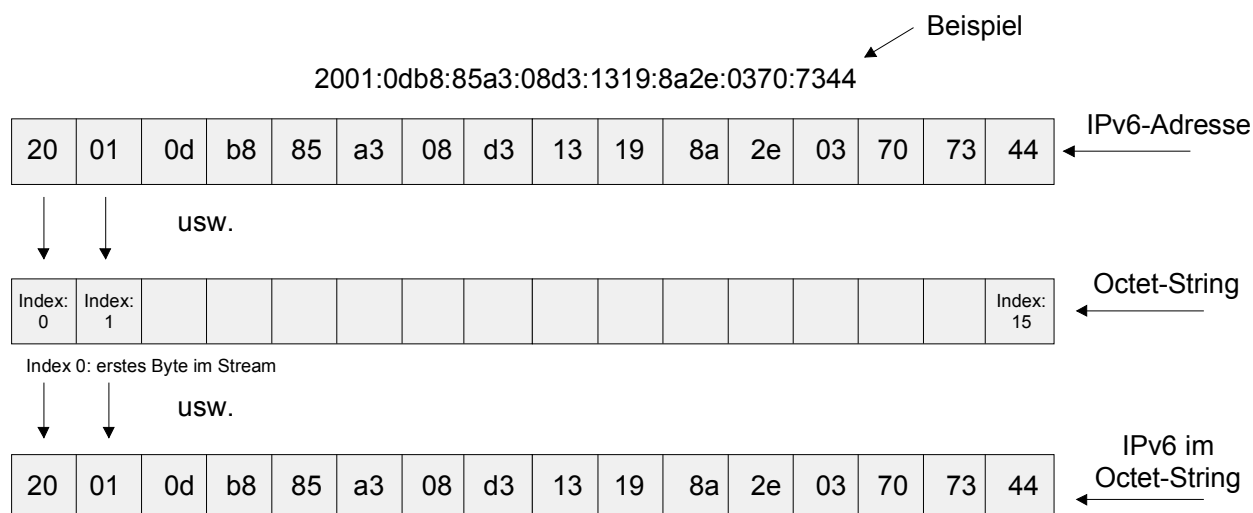 Beispiel
2001:0db8:85a3:08d3:1319:8a2e:0370:7344
IPv6-Adresse
20 01 0d b8 85 a3 08 d3 13 19 8a 2e 03 70 73 44
usw.
Octet-String
Index: 0 Index: 1 Index: 15
Index 0: erstes Byte im Stream
usw.
IPv6 im
Octet-String
20 01 0d b8 85 a3 08 d3 13 19 8a 2e 03 70 73 44